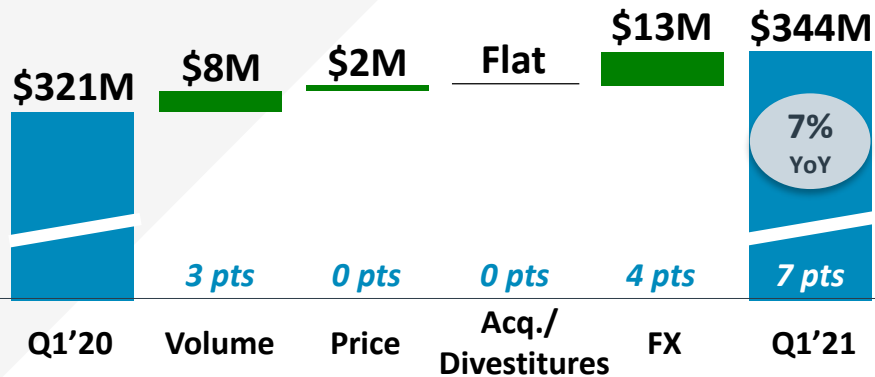 $321M $8M $2M Flat $13M $344M
7%
YoY
3 pts 0 pts 0 pts 4 pts 7 pts
Q1’20 Volume Price Acq./ FX Q1’21
Divestitures